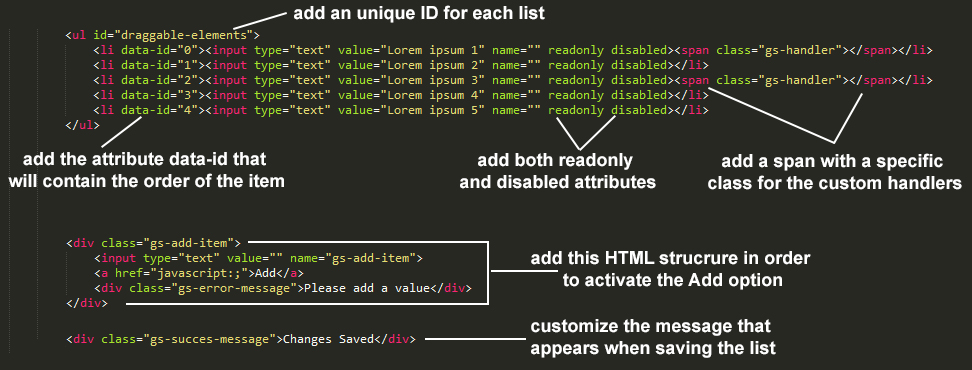 add an unique ID for each list
<ul id="draggable-elements">
<li data-id="0"><input type="text" value="Lorem ipsum 1" name="" readonly disabled><span class="gs-handler"></span></li>
<li data-id="1"><input type="text" value="Lorem ipsum 2" name="" readonly disabled></li>
<li data-id="2"><input type="text" value="Lorem ipsum 3" name="" readonly disabled><span class="gs-handler"></span></li>
<li data-id="3"><input type="text" value="Lorem ipsum 4" name="" readonly disabled></li>
<li data-id="4"><input type="text" value="Lorem ipsum 5" name="" readonly disabled></li>
</ul>
add the attribute data-id that
will contain the order of the item
add both readonly
and disabled attributes
add a span with a specific
class for the custom handlers
<div class="gs-add-item">
<input type="text" value="" name="gs-add-item">
<a href="javascript:;">Add</a>
<div class="gs-error-message">Please add a value</div>
</div>
add this HTML strucrure in order
to activate the Add option
<div class="gs-succes-message">Changes Saved</div>
customize the message that
appears when saving the list